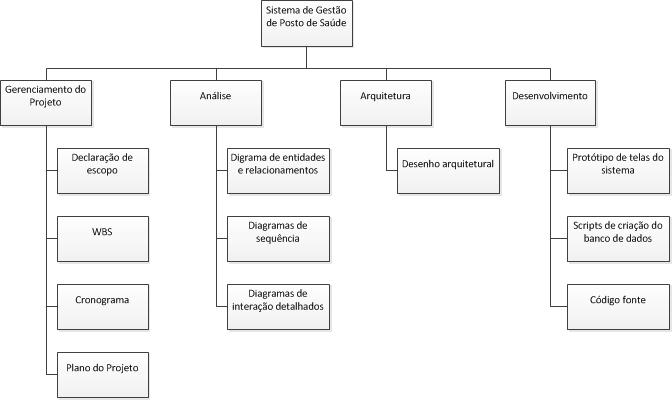 Sistema de Gestão
de Posto de Saúde
Gerenciamento do
Projeto
Análise
Arquitetura
Desenvolvimento
Declaração de
escopo
Digrama de entidades
e relacionamentos
Desenho arquitetural
Protótipo de telas do
sistema
WBS
Diagramas de
sequência
Scripts de criação do
banco de dados
Cronograma
Diagramas de
interação detalhados
Código fonte
Plano do Projeto